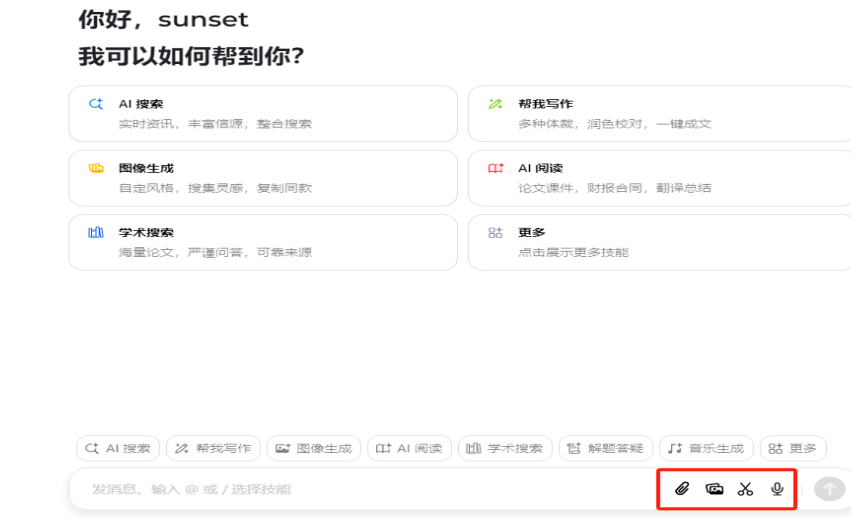 你好，sunset
我可以如何帮到你?
AI 搜索
实时资讯，丰富信源，整合搜索
帮我写作
多种体裁，润色校对，一键成文
图像生成
自定风格，搜集灵感，复制同款
AI 阅读
论文课件，财报合同，翻译总结
学术搜索
海量论文，严谨问答，可靠来源
更多
点击展示更多技能
AI 搜索 帮我写作 图像生成 AI 阅读 学术搜索 解题答疑 音乐生成 更多
发消息、输入 @ 或 / 选择技能